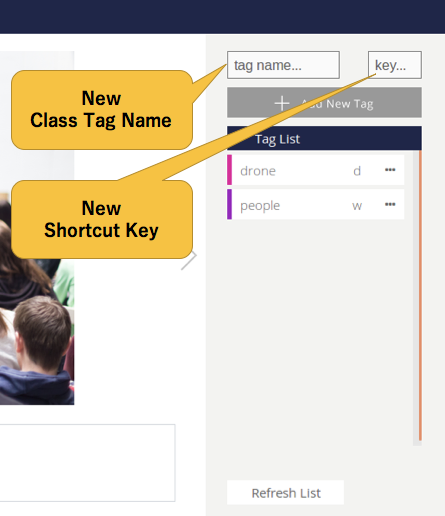 tag name...
key...
New
Class Tag Name
Add New Tag
Tag List
drone d
New
Shortcut Key
people w
Refresh List